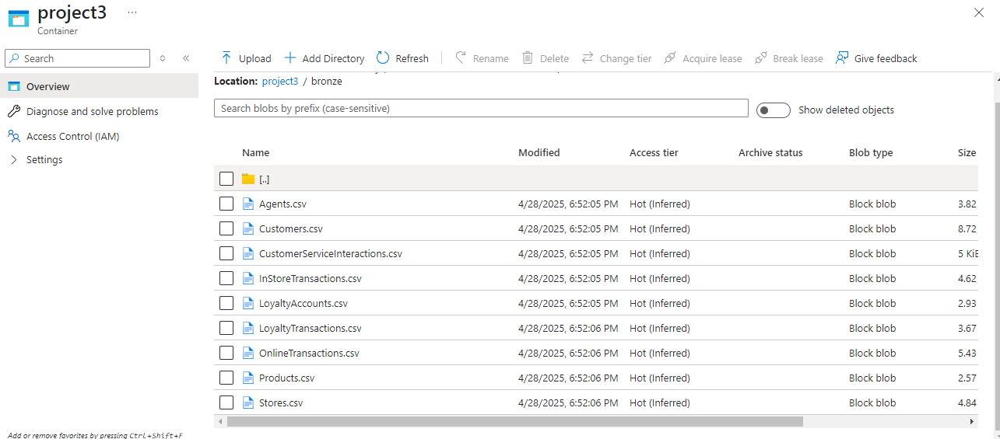 project3 ...
Container
Search
Upload Add Directory Refresh Rename Delete Change tier Acquire lease Break lease Give feedback
Overview
Diagnose and solve problems
Access Control (IAM)
Settings
Location: project3 / bronze
Search blobs by prefix (case-sensitive)
Show deleted objects
Name Modified Access tier Archive status Blob type Size
[..]
Agents.csv 4/28/2025, 6:52:05 PM Hot (Inferred) Block blob 3.82
Customers.csv 4/28/2025, 6:52:05 PM Hot (Inferred) Block blob 8.72
CustomerServiceInteractions.csv 4/28/2025, 6:52:05 PM Hot (Inferred) Block blob 5 KiB
InStoreTransactions.csv 4/28/2025, 6:52:05 PM Hot (Inferred) Block blob 4.62
LoyaltyAccounts.csv 4/28/2025, 6:52:05 PM Hot (Inferred) Block blob 2.93
LoyaltyTransactions.csv 4/28/2025, 6:52:06 PM Hot (Inferred) Block blob 3.67
OnlineTransactions.csv 4/28/2025, 6:52:06 PM Hot (Inferred) Block blob 5.43
Products.csv 4/28/2025, 6:52:06 PM Hot (Inferred) Block blob 2.57
Stores.csv 4/28/2025, 6:52:06 PM Hot (Inferred) Block blob 4.84
Add or remove favorites by pressing Ctrl+Shift+F